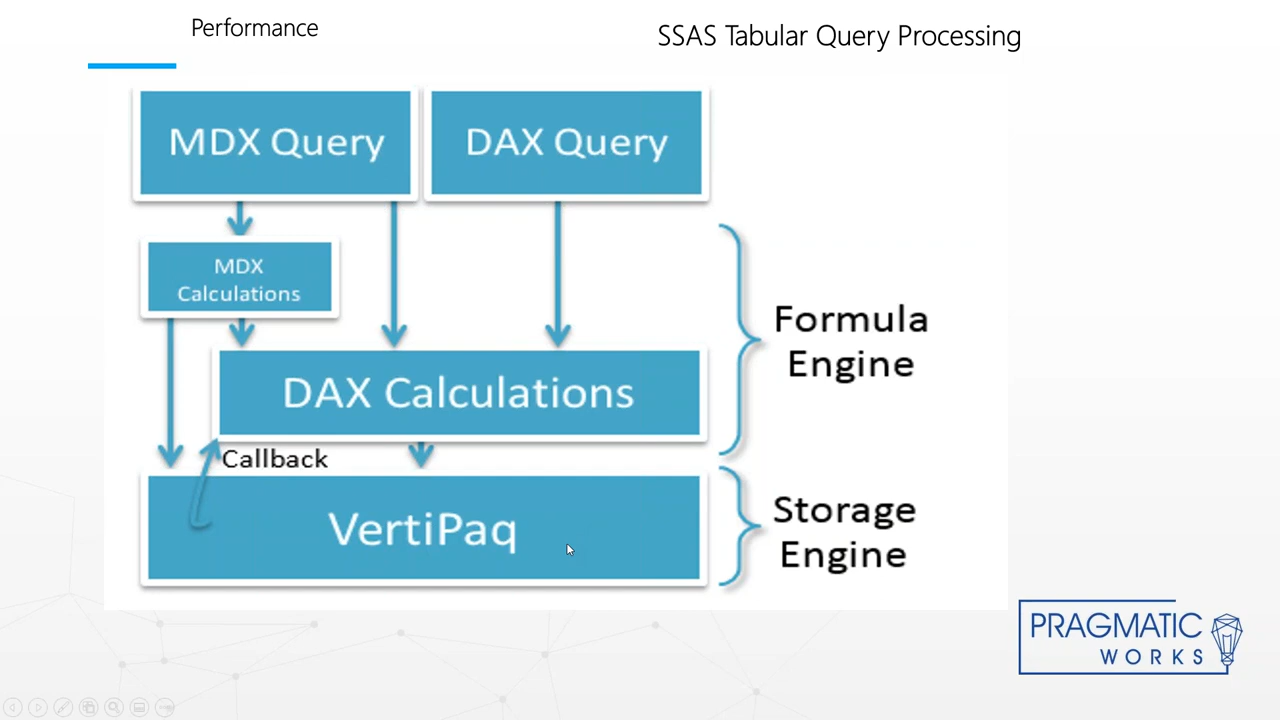 Performance
SSAS Tabular Query Processing
MDX Query
DAX Query
MDX
Calculations
Formula
Engine
DAX Calculations
Callback
VertiPaq
Storage
Engine
PRAGMATIC
WORKS